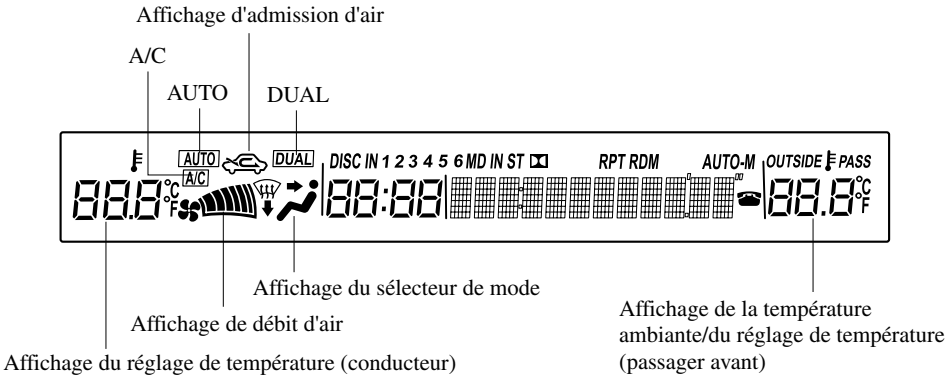 Affichage d'admission d'air
A/C
AUTO DUAL
AUTO DUAL DISC IN 1 2 3 4 5 6 MD IN ST RPT RDM AUTO-M OUTSIDE PASS
A/C
88.8 °C °F 88:88 88.8 °C °F
Affichage du sélecteur de mode
Affichage de débit d'air
Affichage du réglage de température (conducteur)
Affichage de la température
ambiante/du réglage de température
(passager avant)